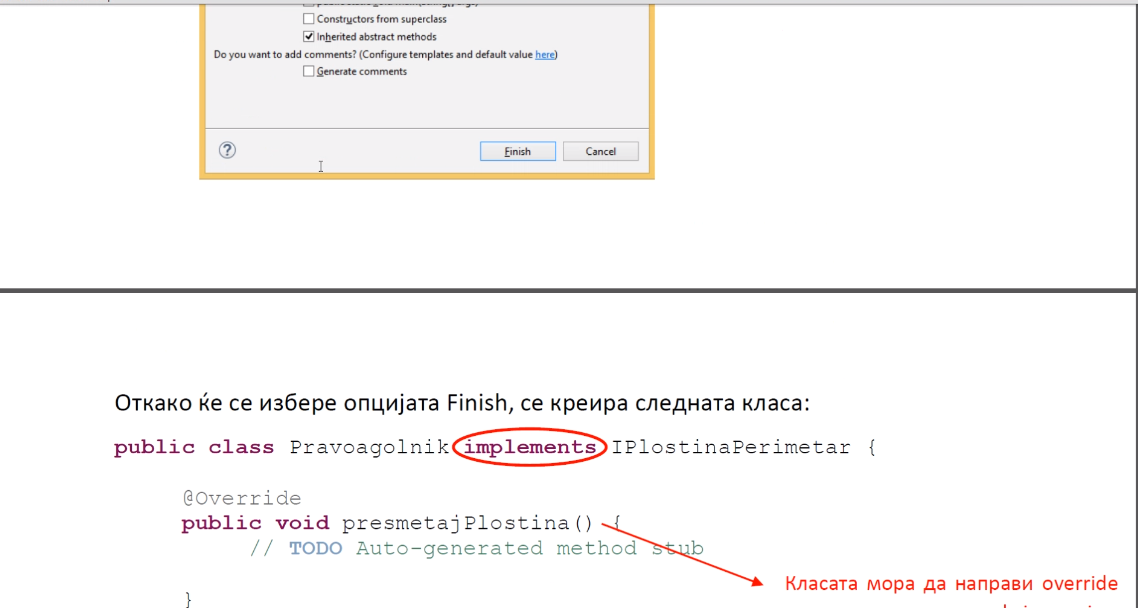 Constructors from superclass
Inherited abstract methods
Do you want to add comments? (Configure templates and default value here)
Generate comments
?
Finish Cancel
Откако ќе се избере опцијата Finish, се креира следната класа:
public class Pravoagolnik implements IPlostinaPerimetar {
@Override
public void presmetajPlostina() {
// TODO Auto-generated method stub
Класата мора да направи override
}